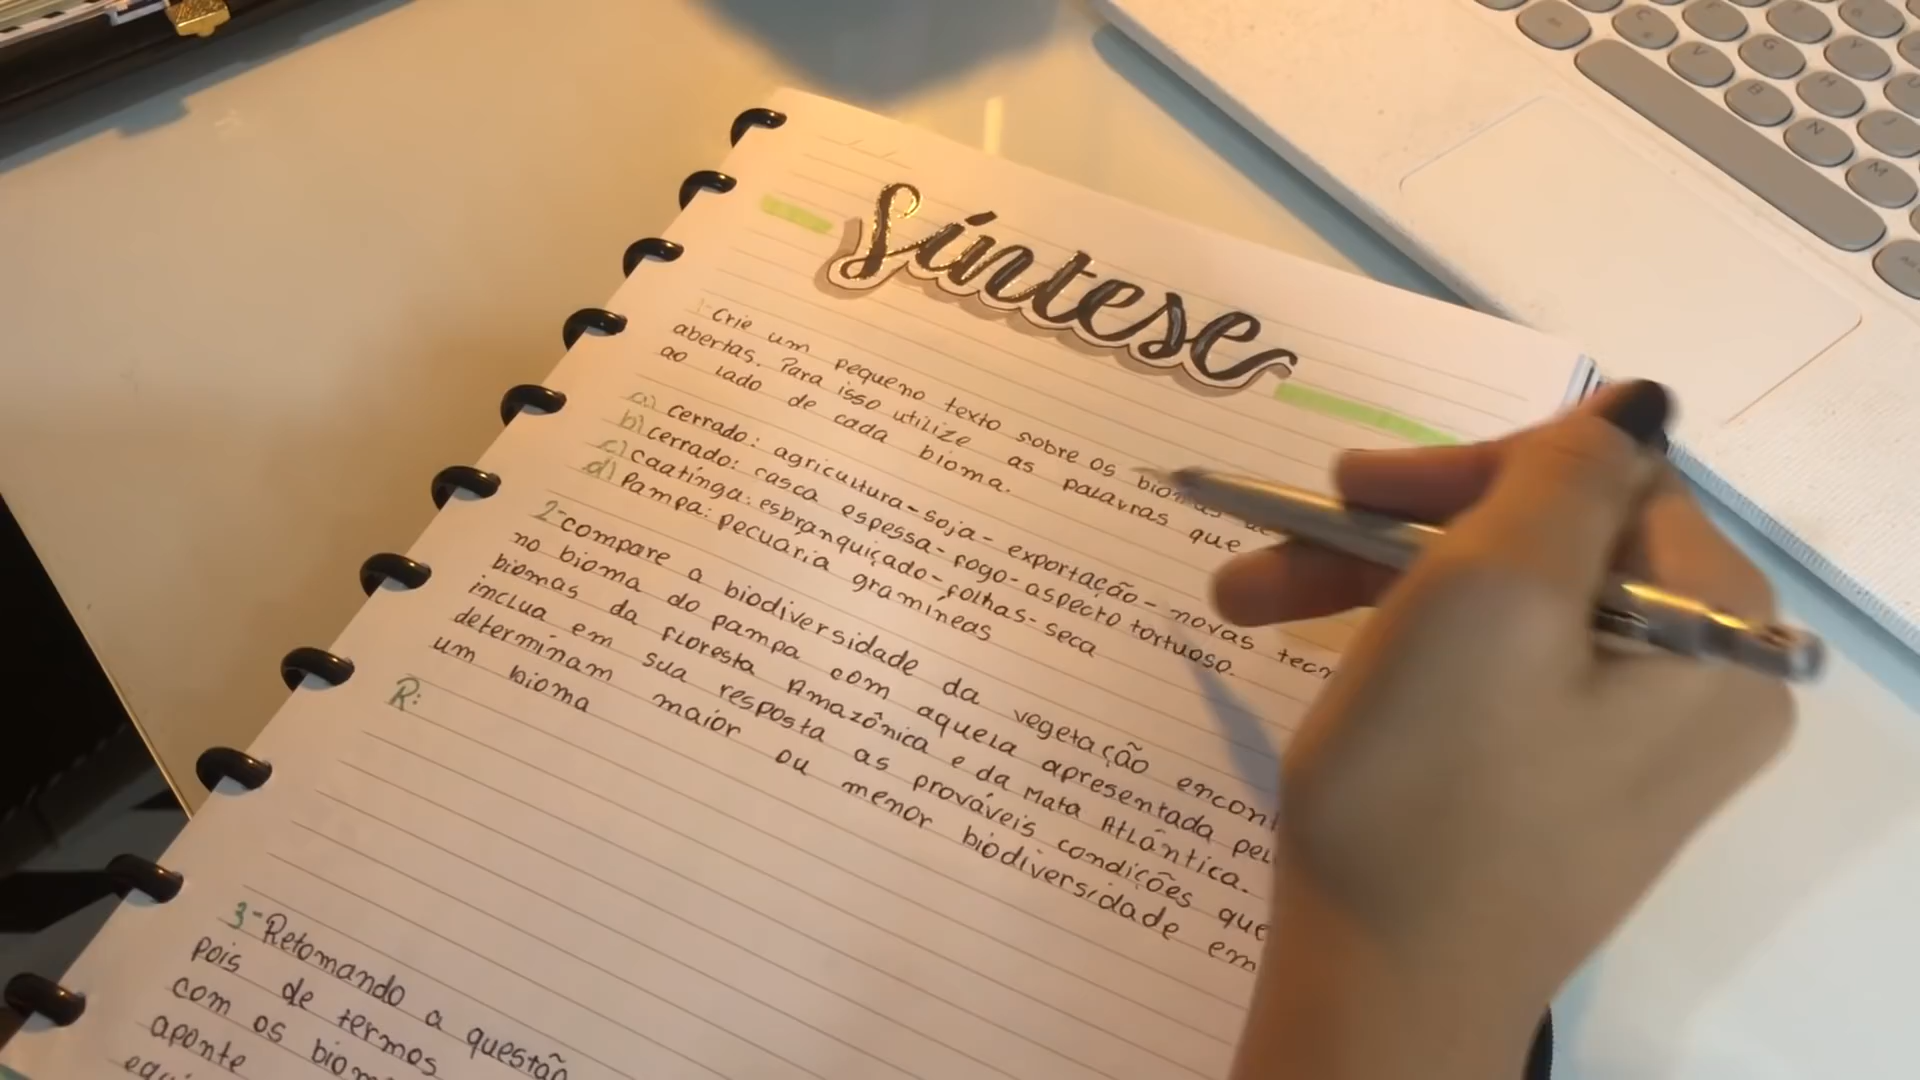 Síntese
1-Crie um pequeno texto sobre os
abertas. Para isso utilize as palavras que
ao lado de cada bioma.
a) cerrado: agricultura-soja-exportação-novas
b) cerrado: casca espessa-fogo-aspecto tortuoso.
c) caatinga: esbranquiçado-folhas-seca
d) Pampa: pecuária gramíneas
2-compare a biodiversidade da vegetação
no bioma do pampa com aquela apresentada
biomas da floresta Amazônica e da Mata Atlântica.
inclua em sua resposta as prováveis condições que
determinam maior ou menor biodiversidade em
um bioma
R:
3-Retomando a questão
pois de termos
com os
aponte